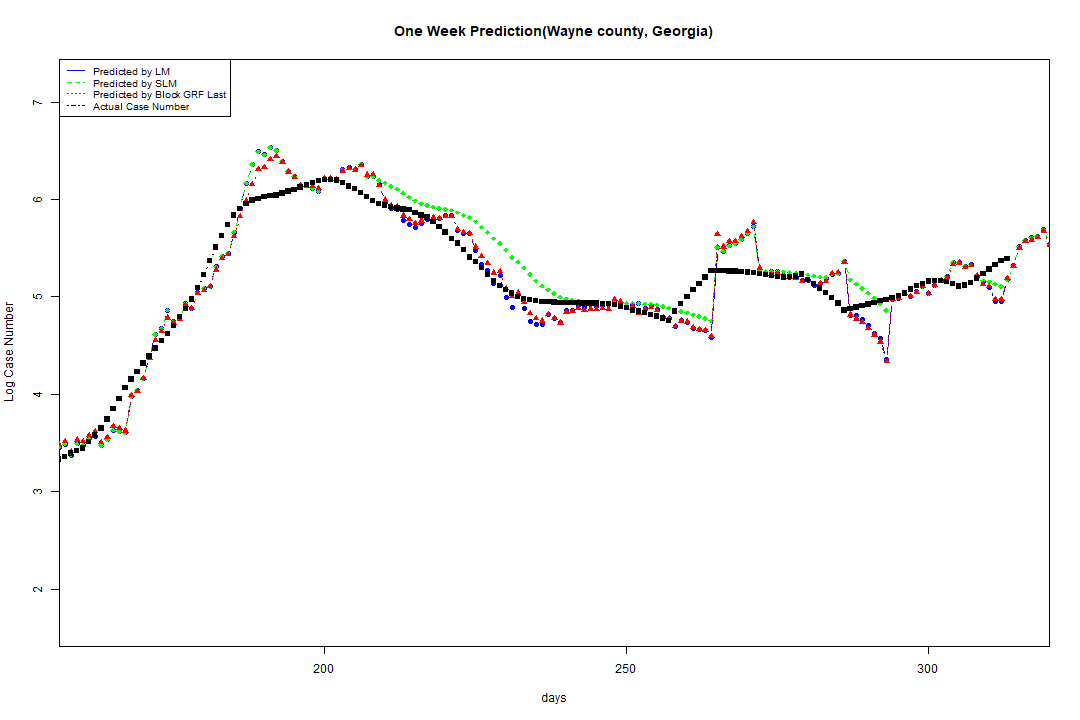 One Week Prediction(Wayne county, Georgia)
Predicted by LM
Predicted by SLM
Predicted by Block GRF Last
Actual Case Number
7
6
5
4
3
2
Log Case Number
200
250
300
days